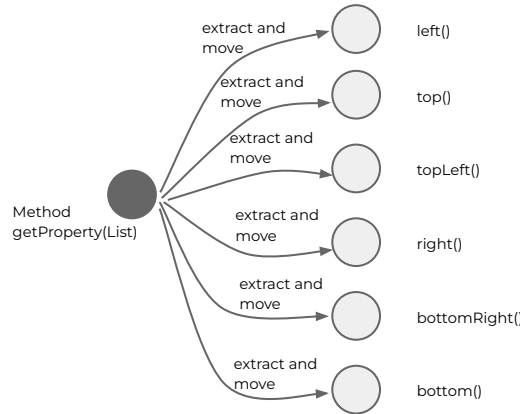 extract and
move
left()
extract and
move
top()
extract and
move
topLeft()
Method
getProperty(List)
extract and
move
right()
extract and
move
bottomRight()
extract and
move
bottom()